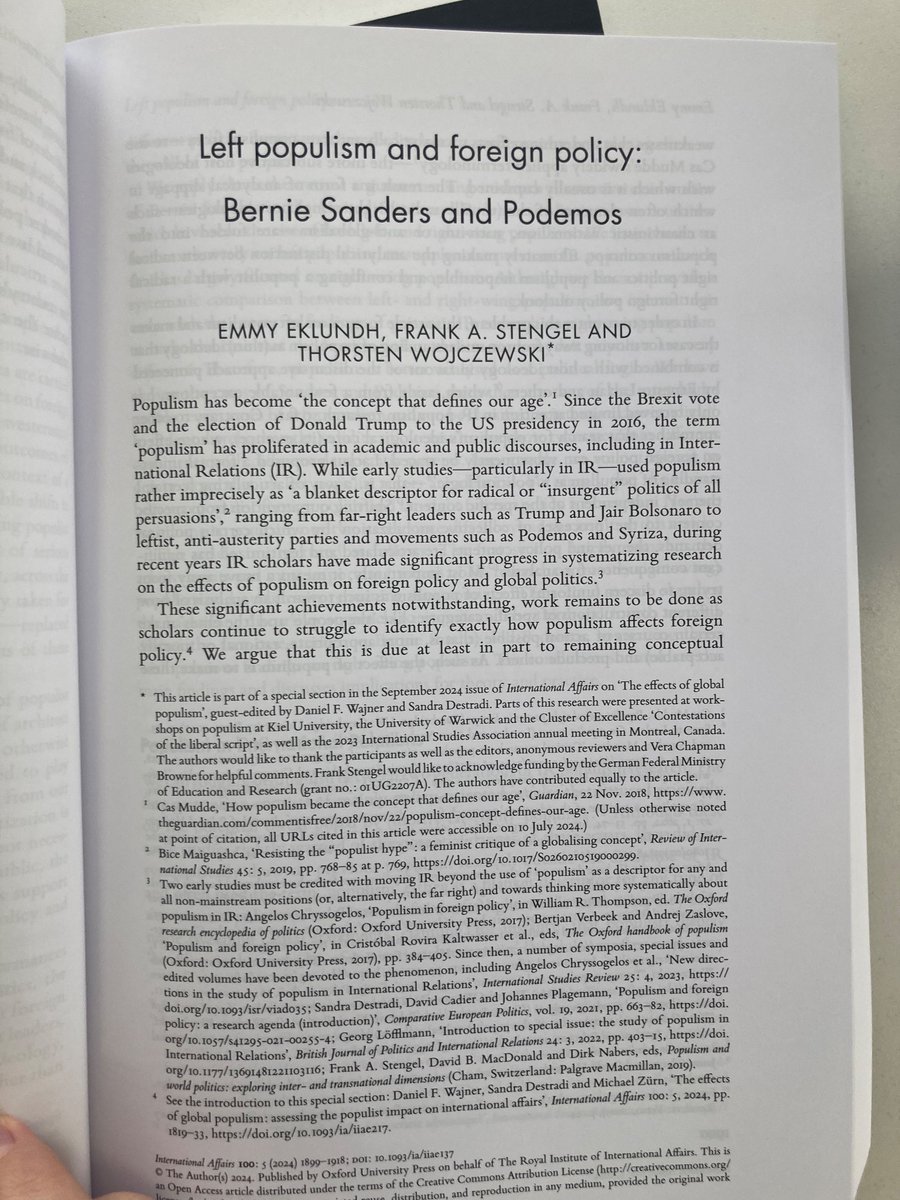 Left populism and foreign policy:
Bernie Sanders and Podemos
EMMY EKLUNDH, FRANK A. STENGEL AND
THORSTEN WOJCZEWSKI*
Populism has become ‘the concept that defines our age’.¹ Since the Brexit vote
and the election of Donald Trump to the US presidency in 2016, the term
‘populism’ has proliferated in academic and public discourses, including in Inter-
national Relations (IR). While early studies—particularly in IR—used populism
rather imprecisely as ‘a blanket descriptor for radical or “insurgent” politics of all
persuasions’,² ranging from far-right leaders such as Trump and Jair Bolsonaro to
leftist, anti-austerity parties and movements such as Podemos and Syriza, during
recent years IR scholars have made significant progress in systematizing research
on the effects of populism on foreign policy and global politics.³
These significant achievements notwithstanding, work remains to be done as
scholars continue to struggle to identify exactly how populism affects foreign
policy.⁴ We argue that this is due at least in part to remaining conceptual
* This article is part of a special section in the September 2024 issue of International Affairs on ‘The effects of global
populism’, guest-edited by Daniel F. Wajner and Sandra Destradi. Parts of this research were presented at work-
shops on populism at Kiel University, the University of Warwick and the Cluster of Excellence ‘Contestations
of the liberal script’, as well as the 2023 International Studies Association annual meeting in Montreal, Canada.
The authors would like to thank the participants as well as the editors, anonymous reviewers and Vera Chapman
Browne for helpful comments. Frank Stengel would like to acknowledge funding by the German Federal Ministry
of Education and Research (grant no.: 01UG2207A). The authors have contributed equally to the article.
¹ Cas Mudde, ‘How populism became the concept that defines our age’, Guardian, 22 Nov. 2018, https://www.
theguardian.com/commentisfree/2018/nov/22/populism-concept-defines-our-age. (Unless otherwise noted
at point of citation, all URLs cited in this article were accessible on 10 July 2024.)
² Bice Maiguashca, ‘Resisting the “populist hype”: a feminist critique of a globalising concept’, Review of Inter-
national Studies 45: 5, 2019, pp. 768–85 at p. 769, https://doi.org/10.1017/S0260210519000299.
³ Two early studies must be credited with moving IR beyond the use of ‘populism’ as a descriptor for any and
all non-mainstream positions (or, alternatively, the far right) and towards thinking more systematically about
populism in IR: Angelos Chryssogelos, ‘Populism in foreign policy’, in William R. Thompson, ed. The Oxford
research encyclopedia of politics (Oxford: Oxford University Press, 2017); Bertjan Verbeek and Andrej Zaslove,
‘Populism and foreign policy’, in Cristóbal Rovira Kaltwasser et al., eds, The Oxford handbook of populism
(Oxford: Oxford University Press, 2017), pp. 384–405. Since then, a number of symposia, special issues and
edited volumes have been devoted to the phenomenon, including Angelos Chryssogelos et al., ‘New direc-
tions in the study of populism in International Relations’, International Studies Review 25: 4, 2023, https://
doi.org/10.1093/isr/viad035; Sandra Destradi, David Cadier and Johannes Plagemann, ‘Populism and foreign
policy: a research agenda (introduction)’, Comparative European Politics, vol. 19, 2021, pp. 663–82, https://doi.
org/10.1057/s41295-021-00255-4; Georg Löfflmann, ‘Introduction to special issue: the study of populism in
International Relations’, British Journal of Politics and International Relations 24: 3, 2022, pp. 403–15, https://doi.
org/10.1177/13691481221103116; Frank A. Stengel, David B. MacDonald and Dirk Nabers, eds, Populism and
world politics: exploring inter- and transnational dimensions (Cham, Switzerland: Palgrave Macmillan, 2019).
⁴ See the introduction to this special section: Daniel F. Wajner, Sandra Destradi and Michael Zürn, ‘The effects
of global populism: assessing the populist impact on international affairs’, International Affairs 100: 5, 2024, pp.
1819–33, https://doi.org/10.1093/ia/iiae217.
International Affairs 100: 5 (2024) 1899–1918; DOI: 10.1093/ia/iiae137
© The Author(s) 2024. Published by Oxford University Press on behalf of The Royal Institute of International Affairs. This is
an Open Access article distributed under the terms of the Creative Commons Attribution License (http://creativecommons.org/
distribution, and reproduction in any medium, provided the original work